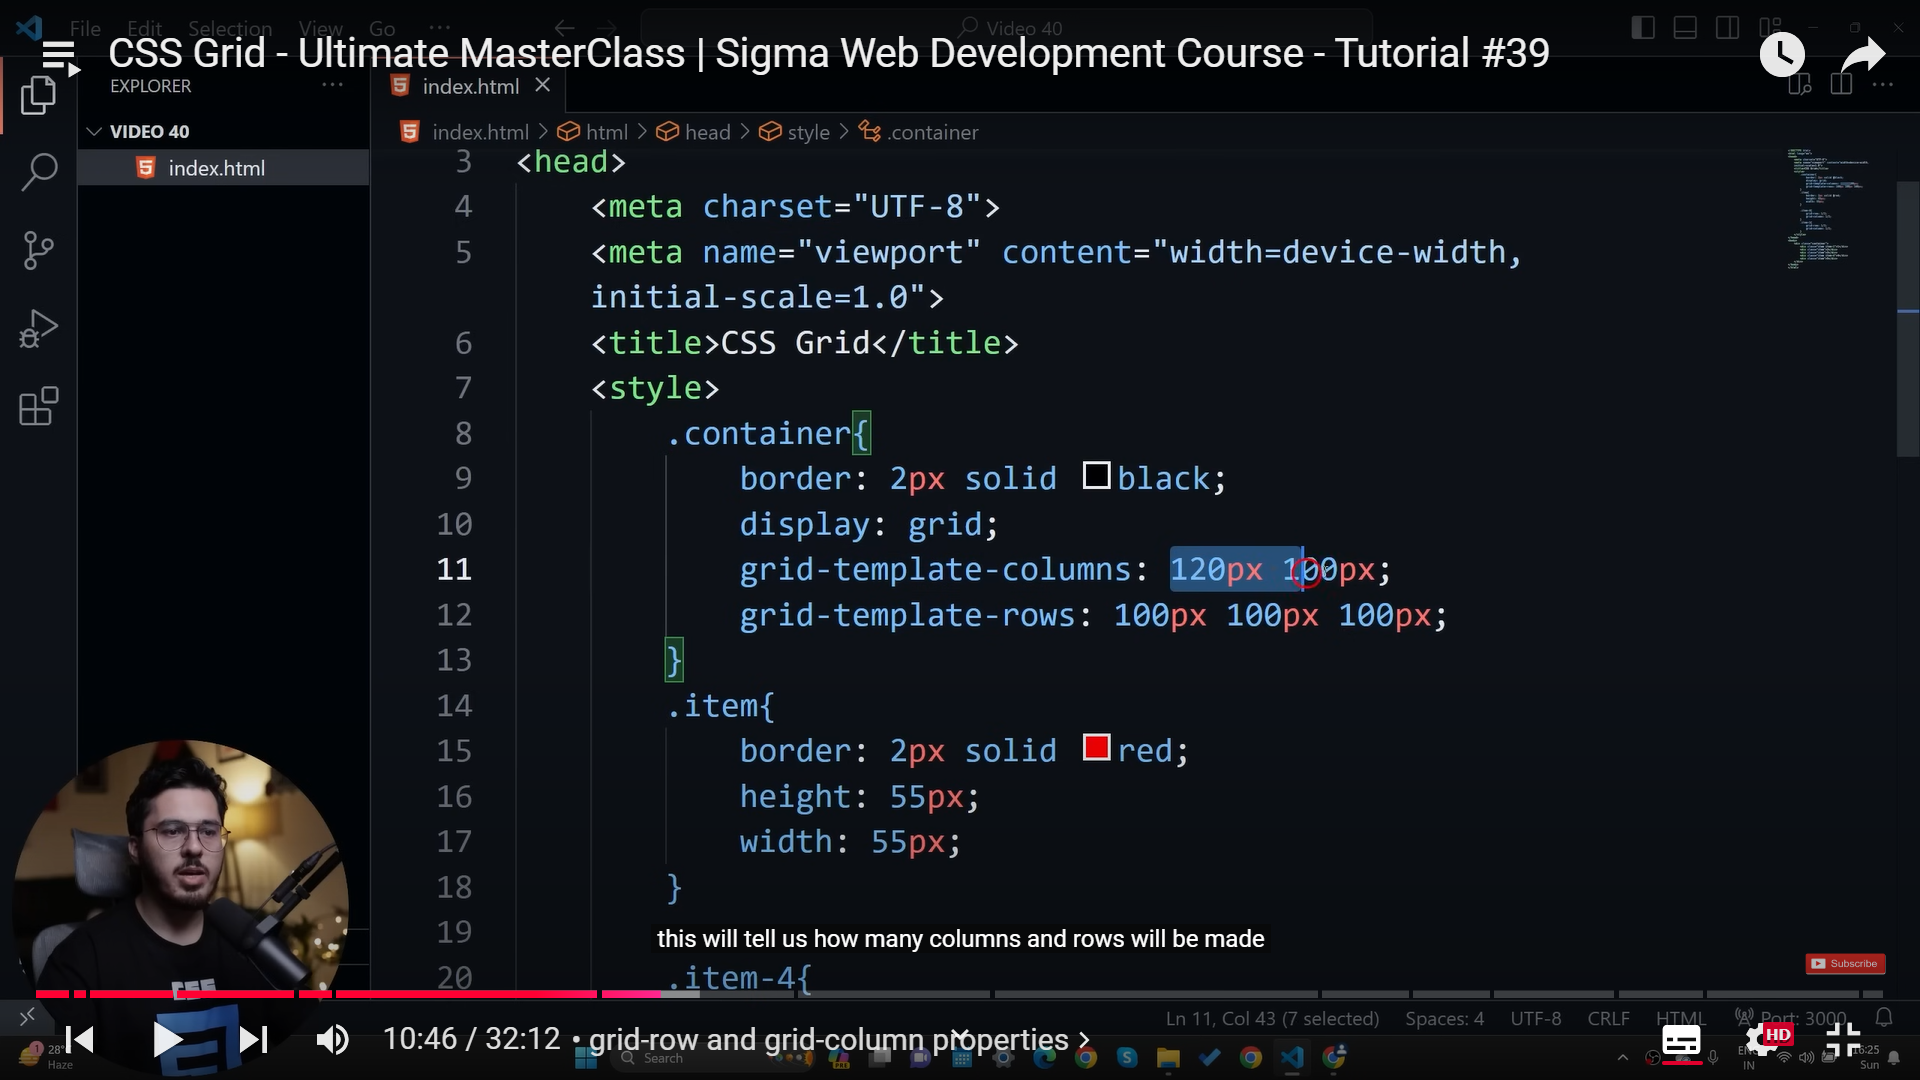 File Edit Selection View Go ···
Video 40
CSS Grid - Ultimate MasterClass | Sigma Web Development Course - Tutorial #39
EXPLORER ···
index.html
VIDEO 40
index.html
index.html > html > head > style > .container
3 <head>
4 <meta charset="UTF-8">
5 <meta name="viewport" content="width=device-width,
initial-scale=1.0">
6 <title>CSS Grid</title>
7 <style>
8 .container{
9 border: 2px solid black;
10 display: grid;
11 grid-template-columns: 120px 100px;
12 grid-template-rows: 100px 100px 100px;
13 }
14 .item{
15 border: 2px solid red;
16 height: 55px;
17 width: 55px;
18 }
19
20 .item-4{
this will tell us how many columns and rows will be made
Subscribe
CSS
Ln 11, Col 43 (7 selected) Spaces: 4 UTF-8 CRLF HTML Port: 3000
10:46 / 32:12 • grid-row and grid-column properties >
HD
28°
Haze
Search
IN
16:25
Sun